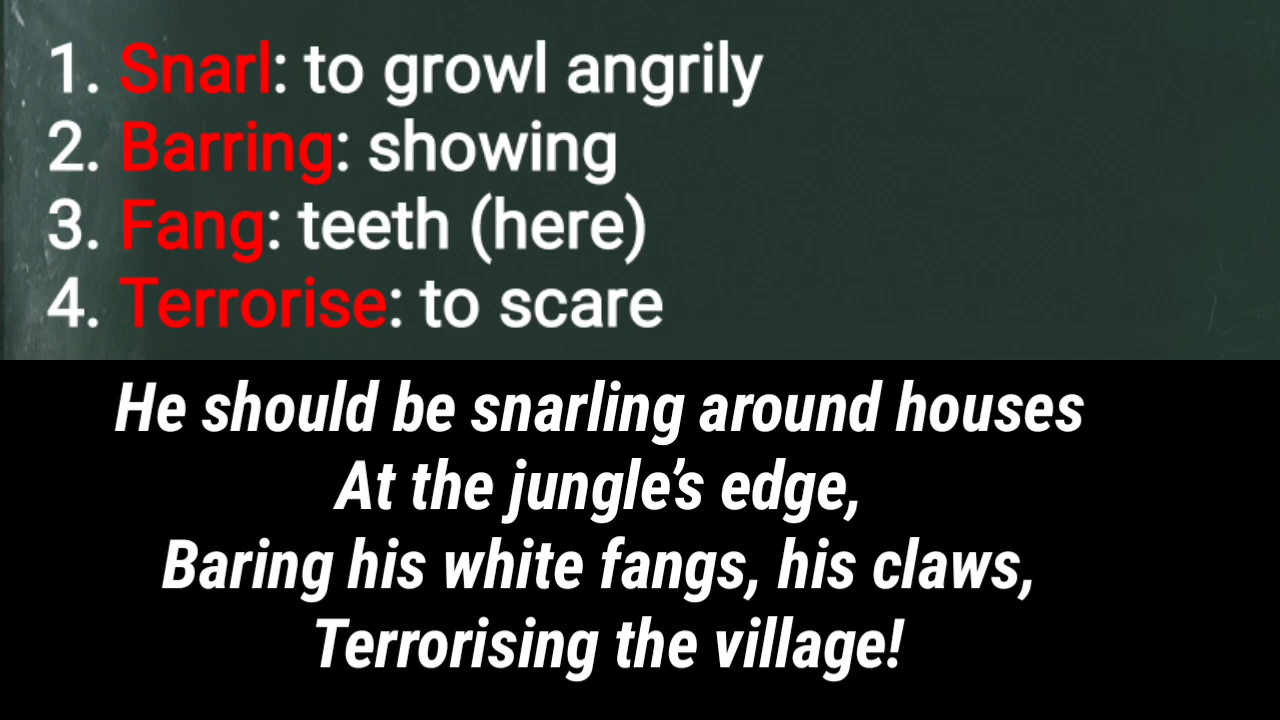 1. Snarl: to growl angrily
2. Barring: showing
3. Fang: teeth (here)
4. Terrorise: to scare
He should be snarling around houses
At the jungle’s edge,
Baring his white fangs, his claws,
Terrorising the village!